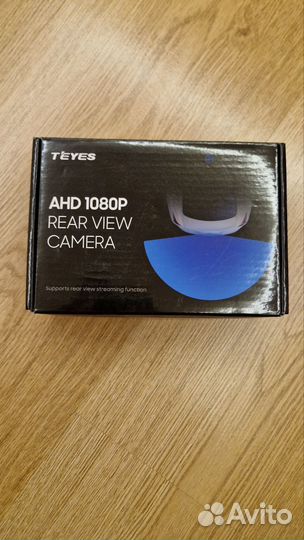 TEYES
AHD 1080P
REAR VIEW
CAMERA
Supports rear view streaming function
Avito